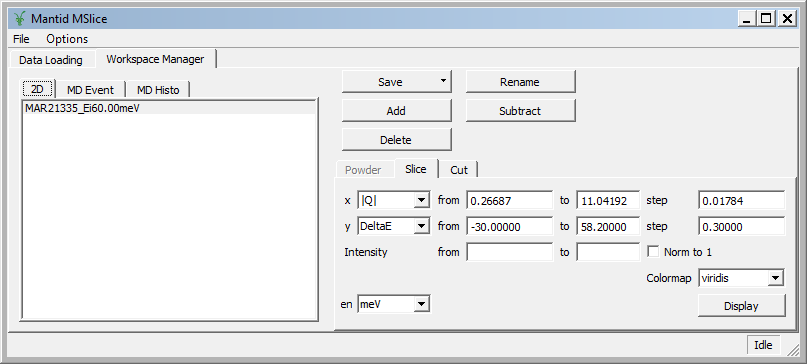 Mantid MSlice
File Options
Data Loading Workspace Manager
2D MD Event MD Histo
MAR21335_Ei60.00meV
Save Rename
Add Subtract
Delete
Powder Slice Cut
x |Q| from 0.26687 to 11.04192 step 0.01784
y DeltaE from -30.00000 to 58.20000 step 0.30000
Intensity from to Norm to 1
Colormap viridis
en meV Display
Idle